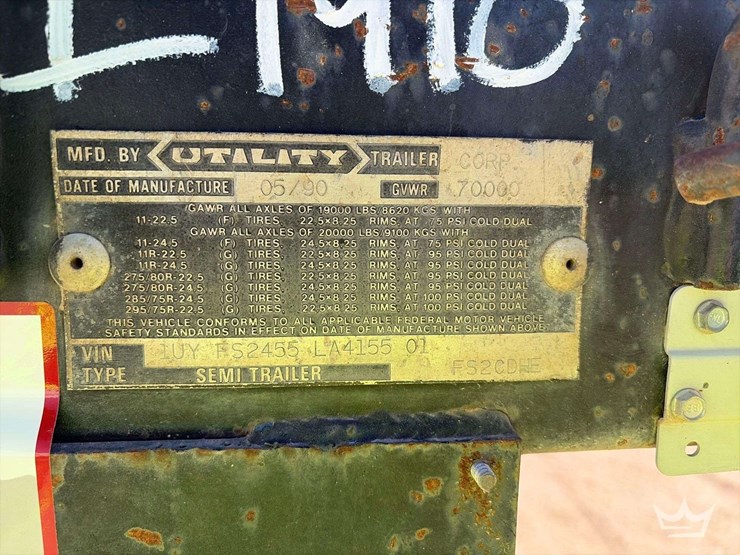 MFD. BY UTILITY TRAILER CORP
DATE OF MANUFACTURE 05/90 GVWR 70000
GAWR ALL AXLES OF 19000 LBS/8620 KGS WITH
11-22.5 (F) TIRES, 22.5×8.25 RIMS, AT 75 PSI COLD DUAL
GAWR ALL AXLES OF 20000 LBS/9100 KGS WITH
11-24.5 (F) TIRES, 24.5×8.25 RIMS, AT 75 PSI COLD DUAL
11R-22.5 (G) TIRES, 22.5×8.25 RIMS, AT 95 PSI COLD DUAL
11R-24.5 (G) TIRES, 24.5×8.25 RIMS, AT 95 PSI COLD DUAL
275/80R-22.5 (G) TIRES, 22.5×8.25 RIMS, AT 95 PSI COLD DUAL
275/80R-24.5 (G) TIRES, 24.5×8.25 RIMS, AT 95 PSI COLD DUAL
285/75R-24.5 (G) TIRES, 24.5×8.25 RIMS, AT 100 PSI COLD DUAL
295/75R-22.5 (G) TIRES, 22.5×8.25 RIMS, AT 100 PSI COLD DUAL
THIS VEHICLE CONFORMS TO ALL APPLICABLE FEDERAL MOTOR VEHICLE
SAFETY STANDARDS IN EFFECT ON DATE OF MANUFACTURE SHOWN ABOVE
VIN 1UY FS2455 LA4155 01
TYPE SEMI TRAILER